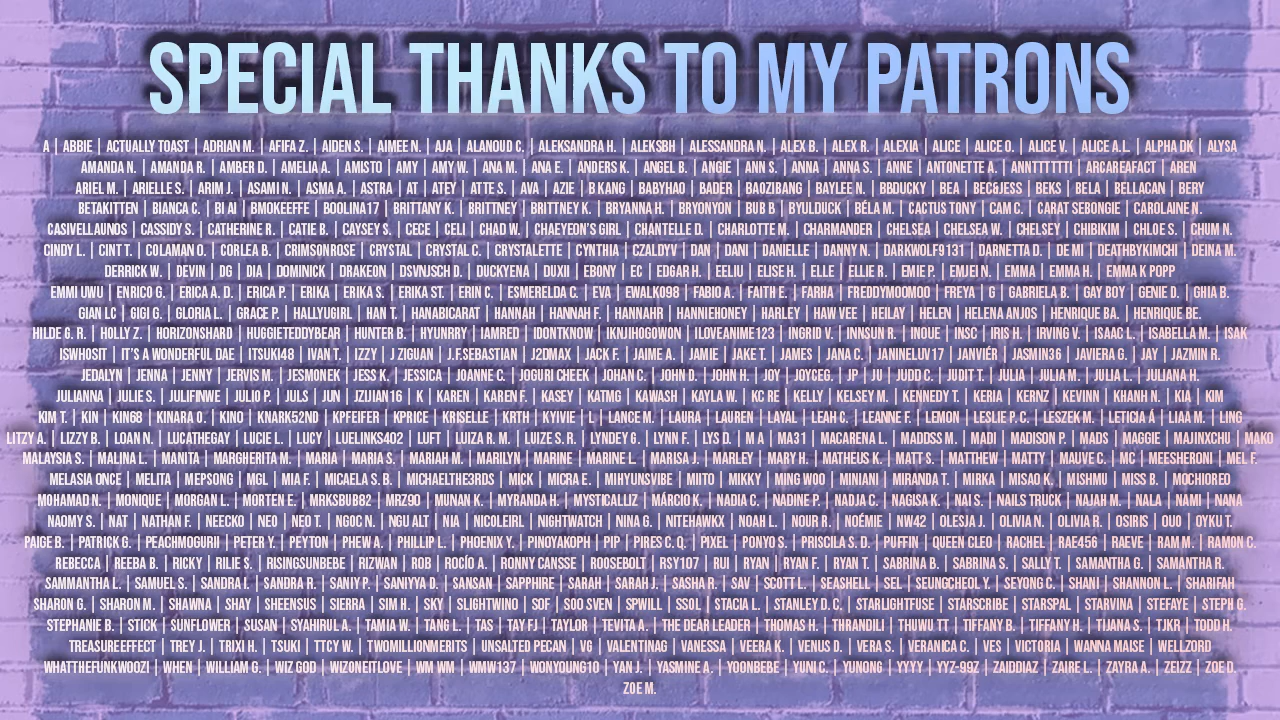 SPECIAL THANKS TO MY PATRONS
A | ABBIE | ACTUALLY TOAST | ADRIAN M. | AFIFA Z. | AIDEN S. | AIMEE N. | AJA | ALANOUD C. | ALEKSANDRA H. | ALEKSBH | ALESSANDRA N. | ALEX B. | ALEX R. | ALEXIA | ALICE | ALICE O. | ALICE V. | ALICE A.L. | ALPHA DK | ALYSA
AMANDA N. | AMANDA R. | AMBER D. | AMELIA A. | AMISTO | AMY | AMY W. | ANA M. | ANA E. | ANDERS K. | ANGEL B. | ANGIE | ANN S. | ANNA | ANNA S. | ANNE | ANTONETTE A. | ANNTTTTTTI | ARCAREAFACT | AREN
ARIEL M. | ARIELLE S. | ARIM J. | ASAMI N. | ASMA A. | ASTRA | AT | ATEY | ATTE S. | AVA | AZIE | B KANG | BABYHAO | BADER | BAOZIBANG | BAYLEE N. | BBDUCKY | BEA | BEC&JESS | BEKS | BELA | BELLACAN | BERY
BETAKITTEN | BIANCA C. | BI AI | BMOKEEFFE | BOOLINA17 | BRITTANY K. | BRITTNEY | BRITTNEY K. | BRYANNA H. | BRYONYON | BUB B | BYULDUCK | BÉLA M. | CACTUS TONY | CAM C. | CARAT SEBONGIE | CAROLAINE N.
CASIVELLAUNOS | CASSIDY S. | CATHERINE R. | CATIE B. | CAYSEY S. | CECE | CELI | CHAD W. | CHAEYEON'S GIRL | CHANTELLE D. | CHARLOTTE M. | CHARMANDER | CHELSEA | CHELSEA W. | CHELSEY | CHIBIKIM | CHLOE S. | CHUM N.
CINDY L. | CINT T. | COLAMAN O. | CORLEA B. | CRIMSONROSE | CRYSTAL | CRYSTAL C. | CRYSTALETTE | CYNTHIA | CZALDYV | DAN | DANI | DANIELLE | DANNY N. | DARKWOLF9131 | DARNETTA D. | DE MI | DEATHBYKIMCHI | DEINA M.
DERRICK W. | DEVIN | DG | DIA | DOMINICK | DRAKEON | DSVNJSCH D. | DUCKYENA | DUXII | EBONY | EC | EDGAR H. | EELIU | ELISE H. | ELLE | ELLIE R. | EMIE P. | EMJEI N. | EMMA | EMMA H. | EMMA K POPP
EMMI UWU | ENRICO G. | ERICA A. D. | ERICA P. | ERIKA | ERIKA S. | ERIKA ST. | ERIN C. | ESMERELDA C. | EVA | EWALK098 | FABIO A. | FAITH E. | FARHA | FREDDYMOOMOO | FREYA | G | GABRIELA B. | GAY BOY | GENIE D. | GHIA B.
GIAN LC | GIGI G. | GLORIA L. | GRACE P. | HALLYUGIRL | HAN T. | HANABICARAT | HANNAH | HANNAH F. | HANNAHR | HANNIEHONEY | HARLEY | HAW VEE | HEILAY | HELEN | HELENA ANJOS | HENRIQUE BA. | HENRIQUE BE.
HILDE G. R. | HOLLY Z. | HORIZONSHARD | HUGGIETEDDYBEAR | HUNTER B. | HYUNRRY | IAMRED | IDONTKNOW | IKNJIHOGWON | ILOVEANIME123 | INGRID V. | INNSUN R. | INOUE | INSC | IRIS H. | IRVING V. | ISAAC L. | ISABELLA M. | ISAK
ISWHOSIT | IT'S A WONDERFUL DAE | ITSUKI48 | IVAN T. | IZZY | J ZIGUAN | J.F.SEBASTIAN | J2DMAX | JACK F. | JAIME A. | JAMIE | JAKE T. | JAMES | JANA C. | JANINELUV17 | JANVIÉR | JASMIN36 | JAVIERA G. | JAY | JAZMIN R.
JEDALYN | JENNA | JENNY | JERVIS M. | JESMONEK | JESS K. | JESSICA | JOANNE C. | JOGURI CHEEK | JOHAN C. | JOHN D. | JOHN H. | JOY | JOYCEG. | JP | JU | JUDD C. | JUDIT T. | JULIA | JULIA M. | JULIA L. | JULIANA H.
JULIANNA | JULIE S. | JULIFINWE | JULIO P. | JULS | JUN | JZIJIAN16 | K | KAREN | KAREN F. | KASEY | KATMG | KAWASH | KAYLA W. | KC RE | KELLY | KELSEY M. | KENNEDY T. | KERIA | KERNZ | KEVINN | KHANH N. | KIA | KIM
KIM T. | KIN | KIN68 | KINARA O. | KINO | KNARK52ND | KPFEIFER | KPRICE | KRISELLE | KRTH | KYIVIE | L | LANCE M. | LAURA | LAUREN | LAYAL | LEAH C. | LEANNE F. | LEMON | LESLIE P. C. | LESZEK M. | LETICIA Á | LIAA M. | LING
LITZY A. | LIZZY B. | LOAN N. | LUCATHEGAY | LUCIE L. | LUCY | LUELINKS402 | LUFT | LUIZA R. M. | LUIZE S. R. | LYNDEY G. | LYNN F. | LYS D. | M A | MA31 | MACARENA L. | MADDSS M. | MADI | MADISON P. | MADS | MAGGIE | MAJINXCHU | MAKO
MALAYSIA S. | MALINA L. | MANITA | MARGHERITA M. | MARIA | MARIA S. | MARIAH M. | MARILYN | MARINE | MARINE L. | MARISA J. | MARLEY | MARY H. | MATHEUS K. | MATT S. | MATTHEW | MATTY | MAUVE C. | MC | MEESHERONI | MEL F.
MELASIA ONCE | MELITA | MEPSONG | MGL | MIA F. | MICAELA S. B. | MICHAELTHE3RDS | MICK | MICRA E. | MIHYUNSVIBE | MIITO | MIKKY | MING WOO | MINIANI | MIRANDA T. | MIRKA | MISAO K. | MISHMU | MISS B. | MOCHIOREO
MOHAMAD N. | MONIQUE | MORGAN L. | MORTEN E. | MRKSBU882 | MRZ90 | MUNAN K. | MYRANDA H. | MYSTICALLIZ | MÁRCIO K. | NADIA C. | NADINE P. | NADJA C. | NAGISA K. | NAI S. | NAILS TRUCK | NAJAH M. | NALA | NAMI | NANA
NAOMY S. | NAT | NATHAN F. | NEECKO | NEO | NEO T. | NGOC N. | NGU ALT | NIA | NICOLEIRL | NIGHTWATCH | NINA G. | NITEHAWKX | NOAH L. | NOUR R. | NOÉMIE | NW42 | OLESJA J. | OLIVIA N. | OLIVIA R. | OSIRIS | OUO | OYKU T.
PAIGE B. | PATRICK G. | PEACHMOGURII | PETER Y. | PEYTON | PHEW A. | PHILLIP L. | PHOENIX Y. | PINOYAKOPH | PIP | PIRES C. Q. | PIXEL | PONYO S. | PRISCILA S. D. | PUFFIN | QUEEN CLEO | RACHEL | RAE456 | RAEVE | RAM M. | RAMON C.
REBECCA | REEBA B. | RICKY | RILIE S. | RISINGSUNBEBE | RIZWAN | ROB | ROCÍO A. | RONNY CANSSE | ROOSEBOLT | RSY107 | RUI | RYAN | RYAN F. | RYAN T. | SABRINA B. | SABRINA S. | SALLY T. | SAMANTHA G. | SAMANTHA R.
SAMMANTHA L. | SAMUEL S. | SANDRA I. | SANDRA R. | SANIY P. | SANIYYA D. | SANSAN | SAPPHIRE | SARAH | SARAH J. | SASHA R. | SAV | SCOTT L. | SEASHELL | SEL | SEUNGCHEOL Y. | SEYONG C. | SHANI | SHANNON L. | SHARIFAH
SHARON G. | SHARON M. | SHAWNA | SHAY | SHEENSUS | SIERRA | SIM H. | SKY | SLIGHTWINO | SOF | SOO SVEN | SPWILL | SSOL | STACIA L. | STANLEY D. C. | STARLIGHTFUSE | STARSCRIBE | STARSPAL | STARVINA | STEFAYE | STEPH G.
STEPHANIE B. | STICK | SUNFLOWER | SUSAN | SYAHIRUL A. | TAMIA W. | TANG L. | TAS | TAY FJ | TAYLOR | TEVITA A. | THE DEAR LEADER | THOMAS H. | THRANDILI | THUWU TT | TIFFANY B. | TIFFANY H. | TIJANA S. | TJKR | TODD H.
TREASUREEFFECT | TREY J. | TRIXI H. | TSUKI | TTCY W. | TWOMILLIONMERITS | UNSALTED PECAN | VG | VALENTINAG | VANESSA | VEERA K. | VENUS D. | VERA S. | VERANICA C. | VES | VICTORIA | WANNA MAISE | WELLZORD
WHATTHEFUNKWOOZI | WHEN | WILLIAM G. | WIZ GOD | WIZONEITLOVE | WM WM | WMW137 | WONYOUNG10 | YAN J. | YASMINE A. | YOONBEBE | YUNI C. | YUNONG | YYYY | YYZ-99Z | ZAIDDIAZ | ZAIRE L. | ZAYRA A. | ZEIZZ | ZOE D.
ZOE M.